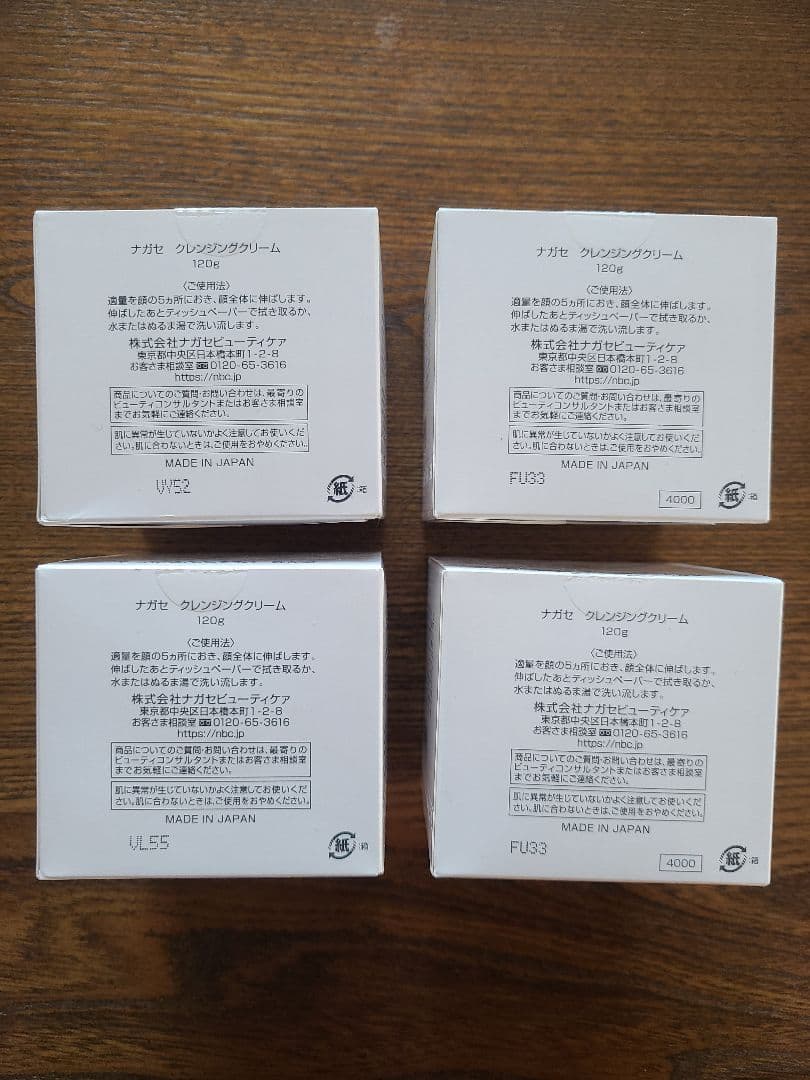 ナガセ クレンジングクリーム
120g
〈ご使用法〉
適量を顔の5ヵ所におき、顔全体に伸ばします。
伸ばしたあとティッシュペーパーで拭き取るか、
水またはぬるま湯で洗い流します。
株式会社ナガセビューティケア
東京都中央区日本橋本町1-2-8
お客さま相談室 0120-65-3616
https://nbc.jp
商品についてのご質問・お問い合わせは、最寄りの
ビューティコンサルタントまたはお客さま相談室
までお気軽にご連絡ください。
肌に異常が生じていないかよく注意してお使いくだ
さい。肌に合わないときは、ご使用をおやめください。
MADE IN JAPAN
VV52
紙 :箱
ナガセ クレンジングクリーム
120g
〈ご使用法〉
適量を顔の5ヵ所におき、顔全体に伸ばします。
伸ばしたあとティッシュペーパーで拭き取るか、
水またはぬるま湯で洗い流します。
株式会社ナガセビューティケア
東京都中央区日本橋本町1-2-8
お客さま相談室 0120-65-3616
https://nbc.jp
商品についてのご質問・お問い合わせは、最寄りの
ビューティコンサルタントまたはお客さま相談室
までお気軽にご連絡ください。
肌に異常が生じていないかよく注意してお使いくだ
さい。肌に合わないときは、ご使用をおやめください。
MADE IN JAPAN
FU33
4000
紙 :箱
ナガセ クレンジングクリーム
120g
〈ご使用法〉
適量を顔の5ヵ所におき、顔全体に伸ばします。
伸ばしたあとティッシュペーパーで拭き取るか、
水またはぬるま湯で洗い流します。
株式会社ナガセビューティケア
東京都中央区日本橋本町1-2-8
お客さま相談室 0120-65-3616
https://nbc.jp
商品についてのご質問・お問い合わせは、最寄りの
ビューティコンサルタントまたはお客さま相談室
までお気軽にご連絡ください。
肌に異常が生じていないかよく注意してお使いくだ
さい。肌に合わないときは、ご使用をおやめください。
MADE IN JAPAN
VL55
紙 :箱
ナガセ クレンジングクリーム
120g
〈ご使用法〉
適量を顔の5ヵ所におき、顔全体に伸ばします。
伸ばしたあとティッシュペーパーで拭き取るか、
水またはぬるま湯で洗い流します。
株式会社ナガセビューティケア
東京都中央区日本橋本町1-2-8
お客さま相談室 0120-65-3616
https://nbc.jp
商品についてのご質問・お問い合わせは、最寄りの
ビューティコンサルタントまたはお客さま相談室
までお気軽にご連絡ください。
肌に異常が生じていないかよく注意してお使いくだ
さい。肌に合わないときは、ご使用をおやめください。
MADE IN JAPAN
FU33
4000
紙 :箱